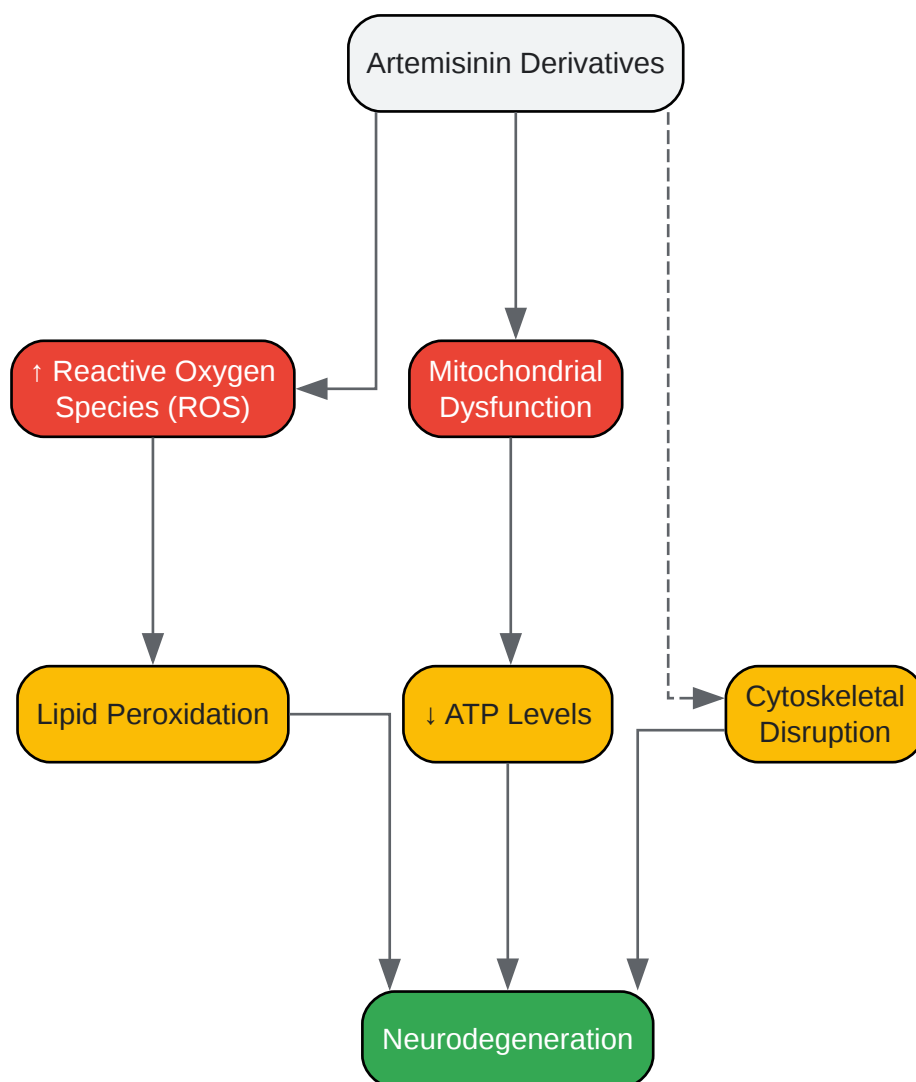 Artemisinin Derivatives
↑ Reactive Oxygen
Species (ROS)
Mitochondrial
Dysfunction
Lipid Peroxidation
↓ ATP Levels
Cytoskeletal
Disruption
Neurodegeneration